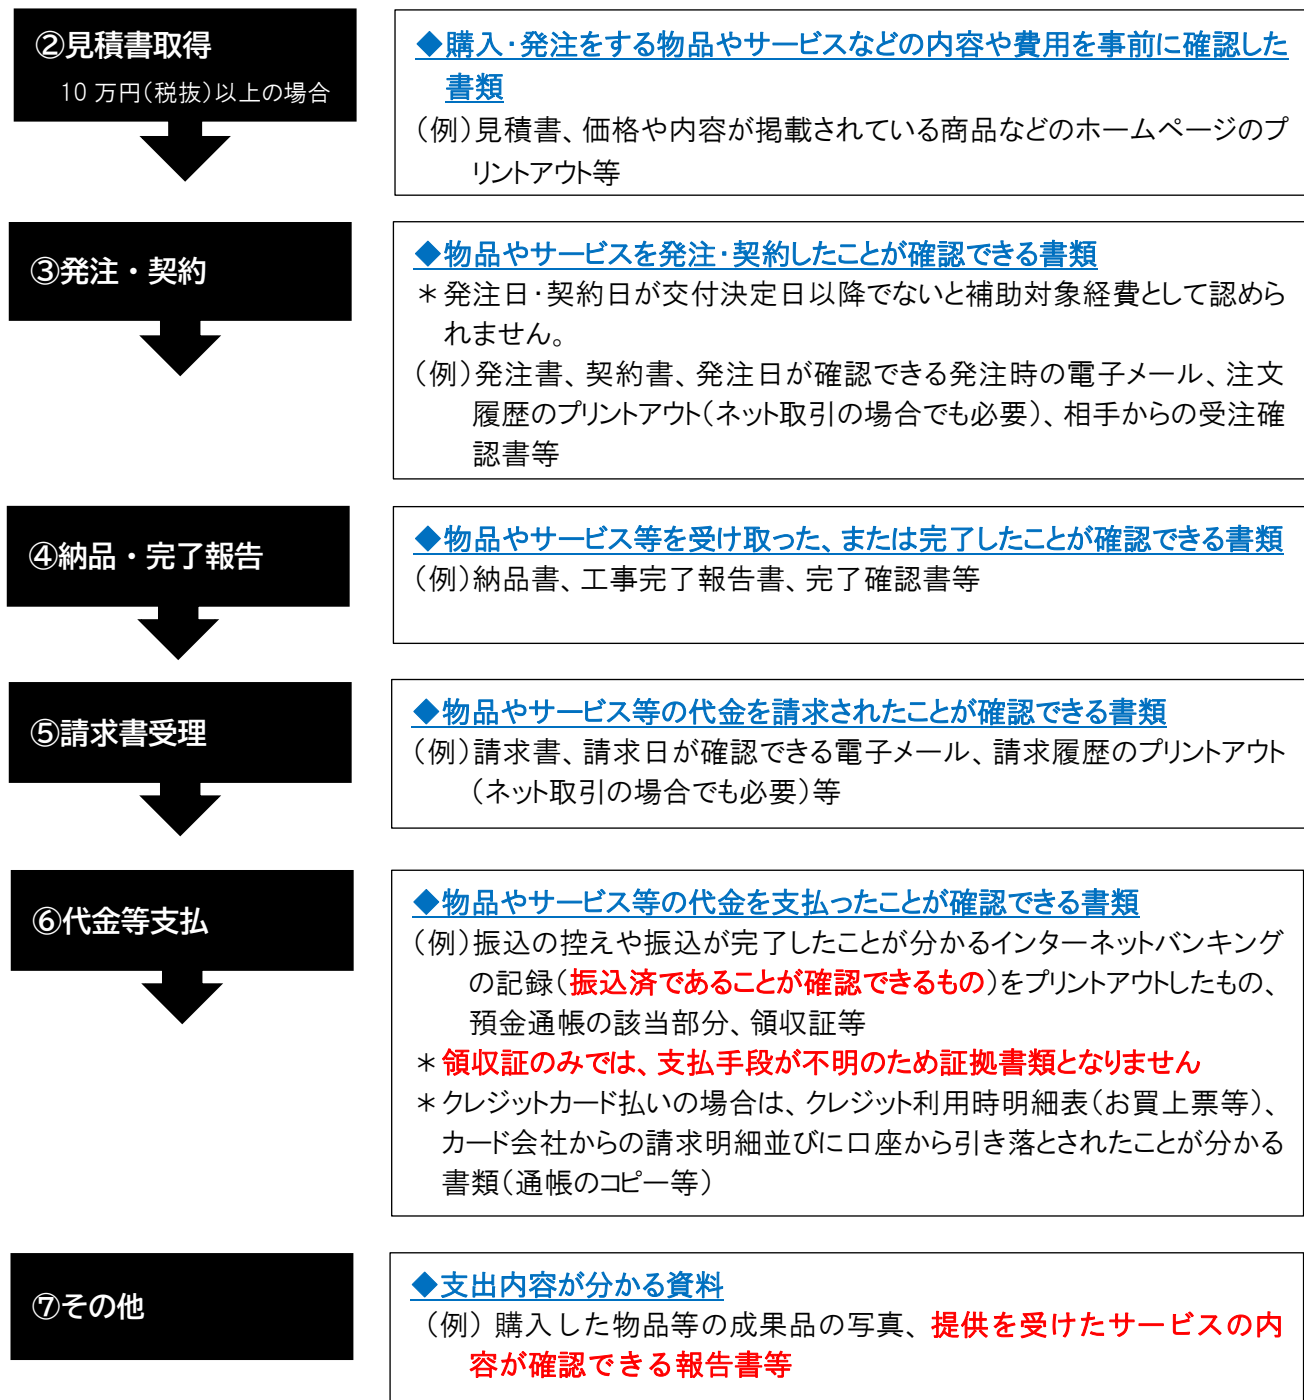 ②見積書取得
10 万円(税抜)以上の場合
◆購入・発注をする物品やサービスなどの内容や費用を事前に確認した
書類
(例)見積書、価格や内容が掲載されている商品などのホームページのプ
リントアウト等
③発注・契約
◆物品やサービスを発注・契約したことが確認できる書類
＊発注日・契約日が交付決定日以降でないと補助対象経費として認めら
れません。
(例)発注書、契約書、発注日が確認できる発注時の電子メール、注文
履歴のプリントアウト(ネット取引の場合でも必要)、相手からの受注確
認書等
④納品・完了報告
◆物品やサービス等を受け取った、または完了したことが確認できる書類
(例)納品書、工事完了報告書、完了確認書等
⑤請求書受理
◆物品やサービス等の代金を請求されたことが確認できる書類
(例)請求書、請求日が確認できる電子メール、請求履歴のプリントアウト
(ネット取引の場合でも必要)等
⑥代金等支払
◆物品やサービス等の代金を支払ったことが確認できる書類
(例)振込の控えや振込が完了したことが分かるインターネットバンキング
の記録(振込済であることが確認できるもの)をプリントアウトしたもの、
預金通帳の該当部分、領収証等
＊領収証のみでは、支払手段が不明のため証拠書類となりません
＊クレジットカード払いの場合は、クレジット利用時明細表(お買上票等)、
カード会社からの請求明細並びに口座から引き落とされたことが分かる
書類(通帳のコピー等)
⑦その他
◆支出内容が分かる資料
(例) 購入した物品等の成果品の写真、提供を受けたサービスの内
容が確認できる報告書等